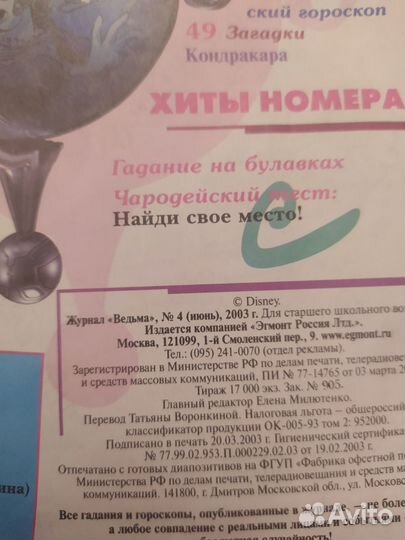 ский гороскоп
49 Загадки
Кондракара
ХИТЫ НОМЕРА
Гадание на булавках
Чародейский тест:
Найди свое место!
© Disney.
Журнал «Ведьма», № 4 (июнь), 2003 г. Для старшего школьного во
Издается компанией «Эгмонт Россия Лтд.».
Москва, 121099, 1-й Смоленский пер., 9. www.egmont.ru
Тел.: (095) 241-0070 (отдел рекламы).
Зарегистрирован в Министерстве РФ по делам печати, телерадиовеш
и средств массовых коммуникаций, ПИ № 77-14765 от 03 марта 20
Тираж 17 000 экз. Зак. № 905.
Главный редактор Елена Милютенко.
Перевод Татьяны Воронкиной. Налоговая льгота – общероссий
классификатор продукции ОК-005-93 том 2: 952000.
Подписано в печать 20.03.2003 г. Гигиенический сертифика
№ 77.99.02.953.П.000229.02.03 от 19.02.2003 г.
Отпечатано с готовых диапозитивов на ФГУП «Фабрика офсетной п
Министерства РФ по делам печати, телерадиовещания и средств ма
коммуникаций. 141800, г. Дмитров Московской обл., ул. Московс
ина)
Все гадания и гороскопы, опубликованные в не боле
а любое совпадение с реальными
Avito